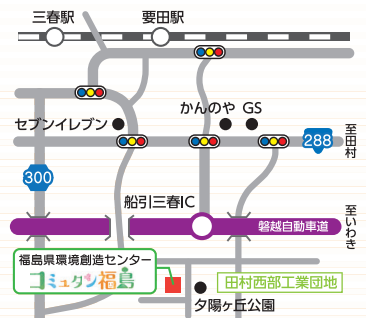 三春駅
要田駅
かんのや
GS
セブンイレブン
288
至田村
300
船引三春IC
至いわき
磐越自動車道
福島県環境創造センター
コミュタン福島
田村西部工業団地
夕陽ヶ丘公園